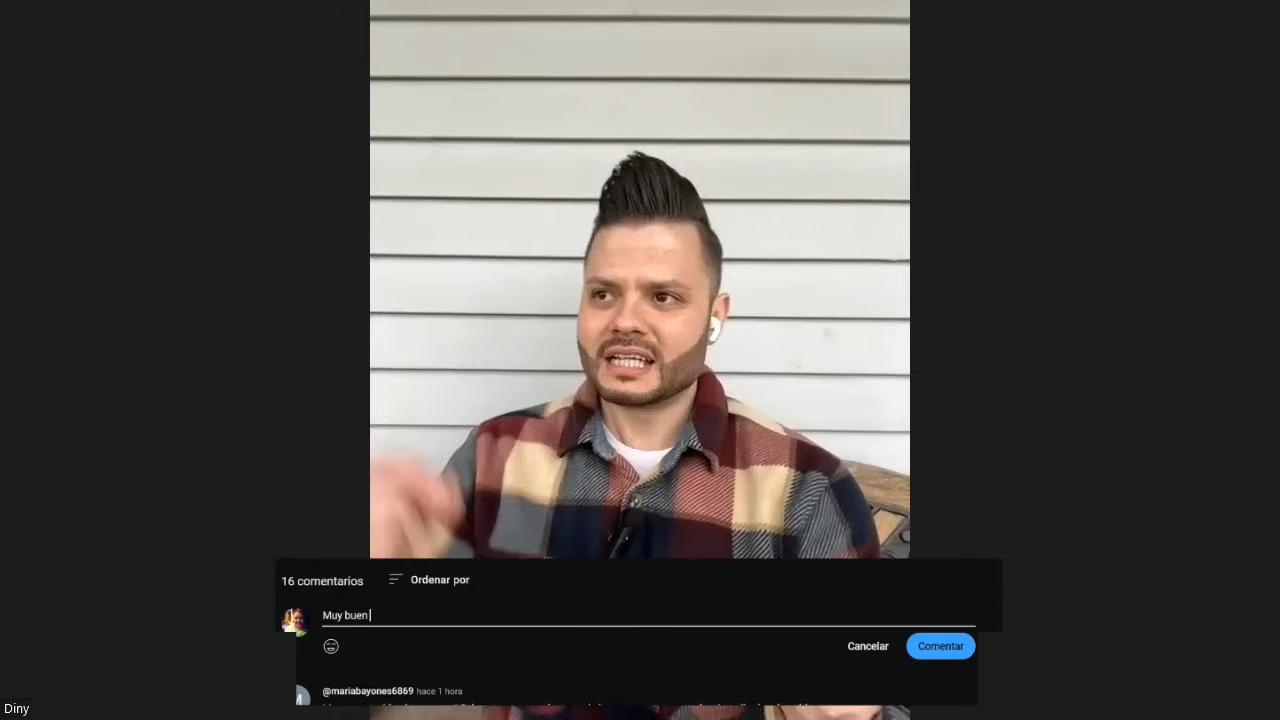 16 comentarios
Ordenar por
Muy buen
Cancelar
Comentar
@mariabayones6869 hace 1 hora
Diny